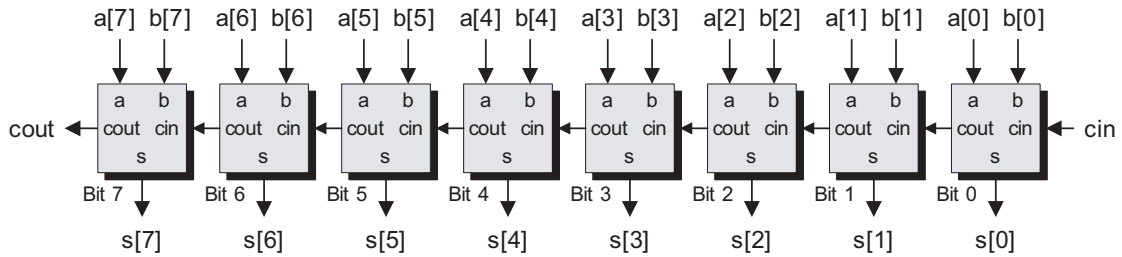 a[7] b[7] a[6] b[6] a[5] b[5] a[4] b[4] a[3] b[3] a[2] b[2] a[1] b[1] a[0] b[0]
a b a b a b a b a b a b a b a b
cout cout cin cout cin cout cin cout cin cout cin cout cin cout cin cout cin cin
s s s s s s s s
Bit 7 Bit 6 Bit 5 Bit 4 Bit 3 Bit 2 Bit 1 Bit 0
s[7] s[6] s[5] s[4] s[3] s[2] s[1] s[0]